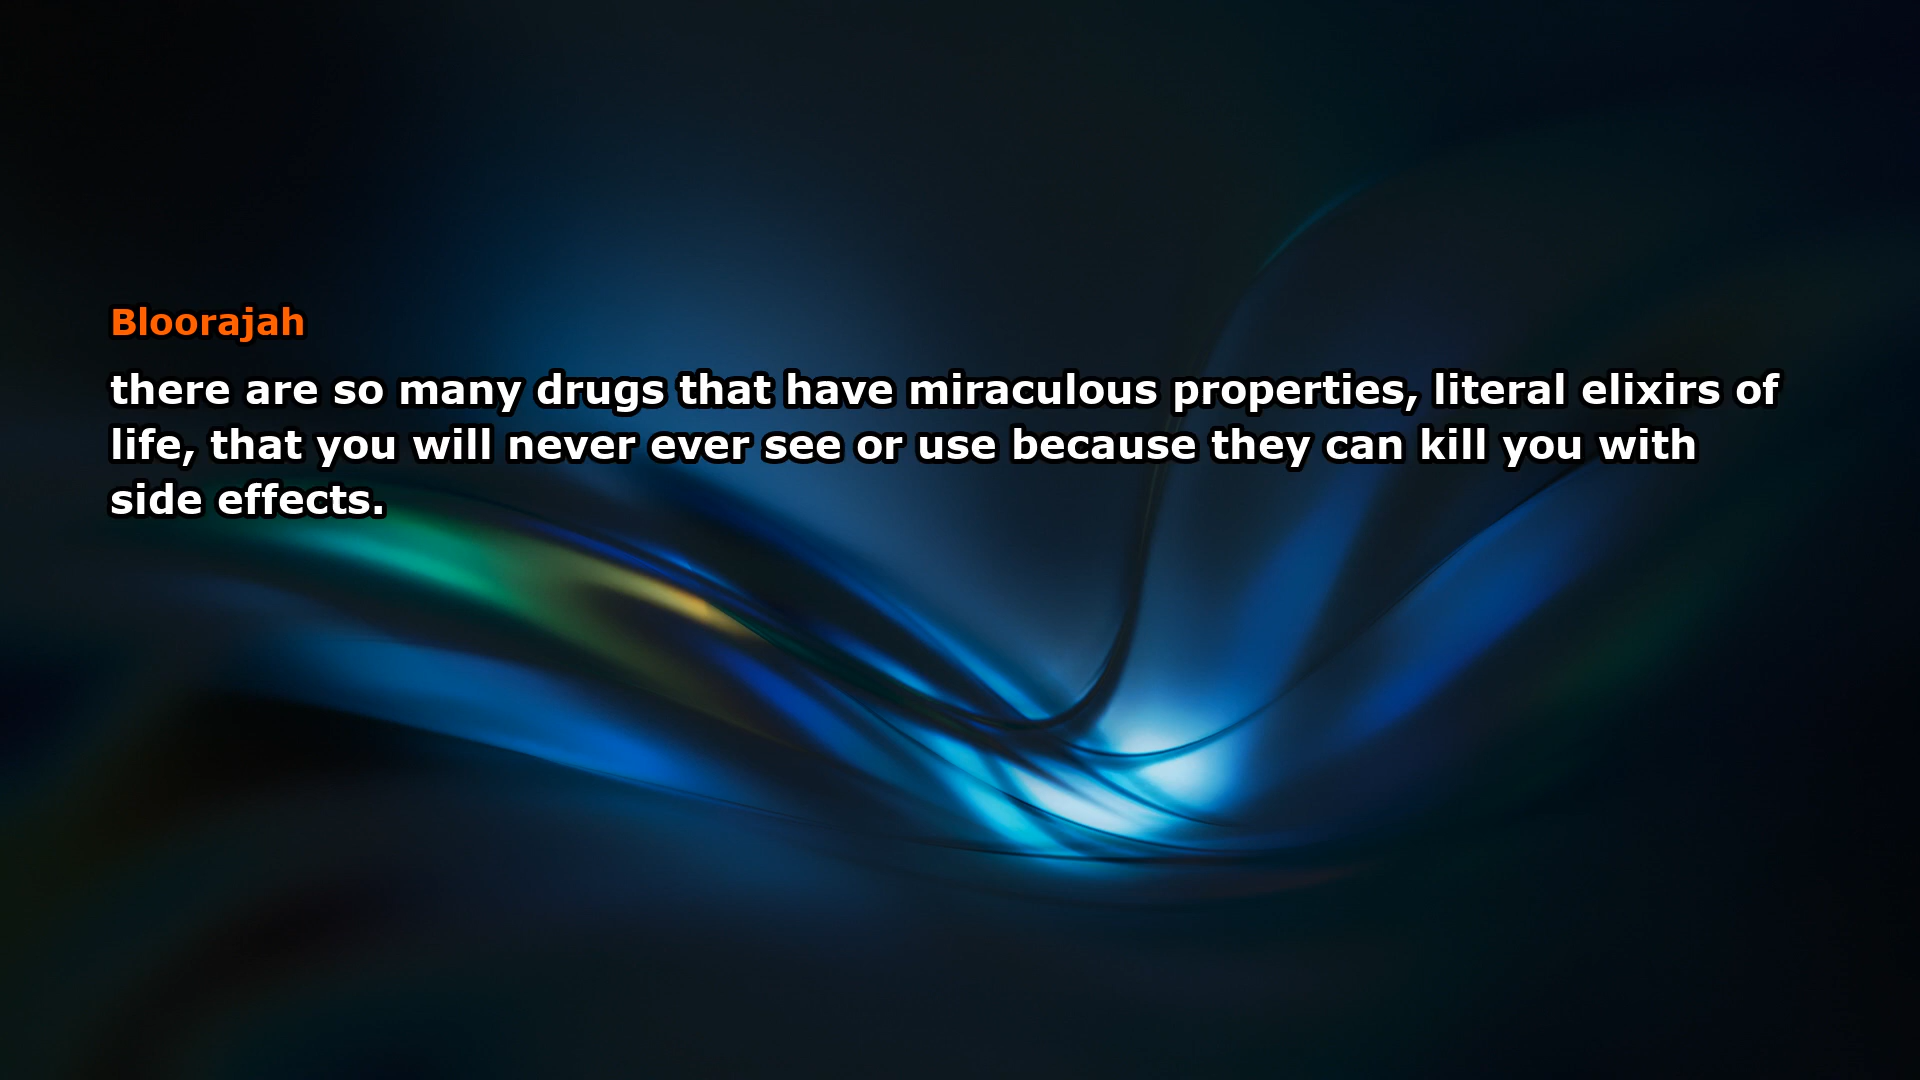 Bloorajah
there are so many drugs that have miraculous properties, literal elixirs of
life, that you will never ever see or use because they can kill you with
side effects.